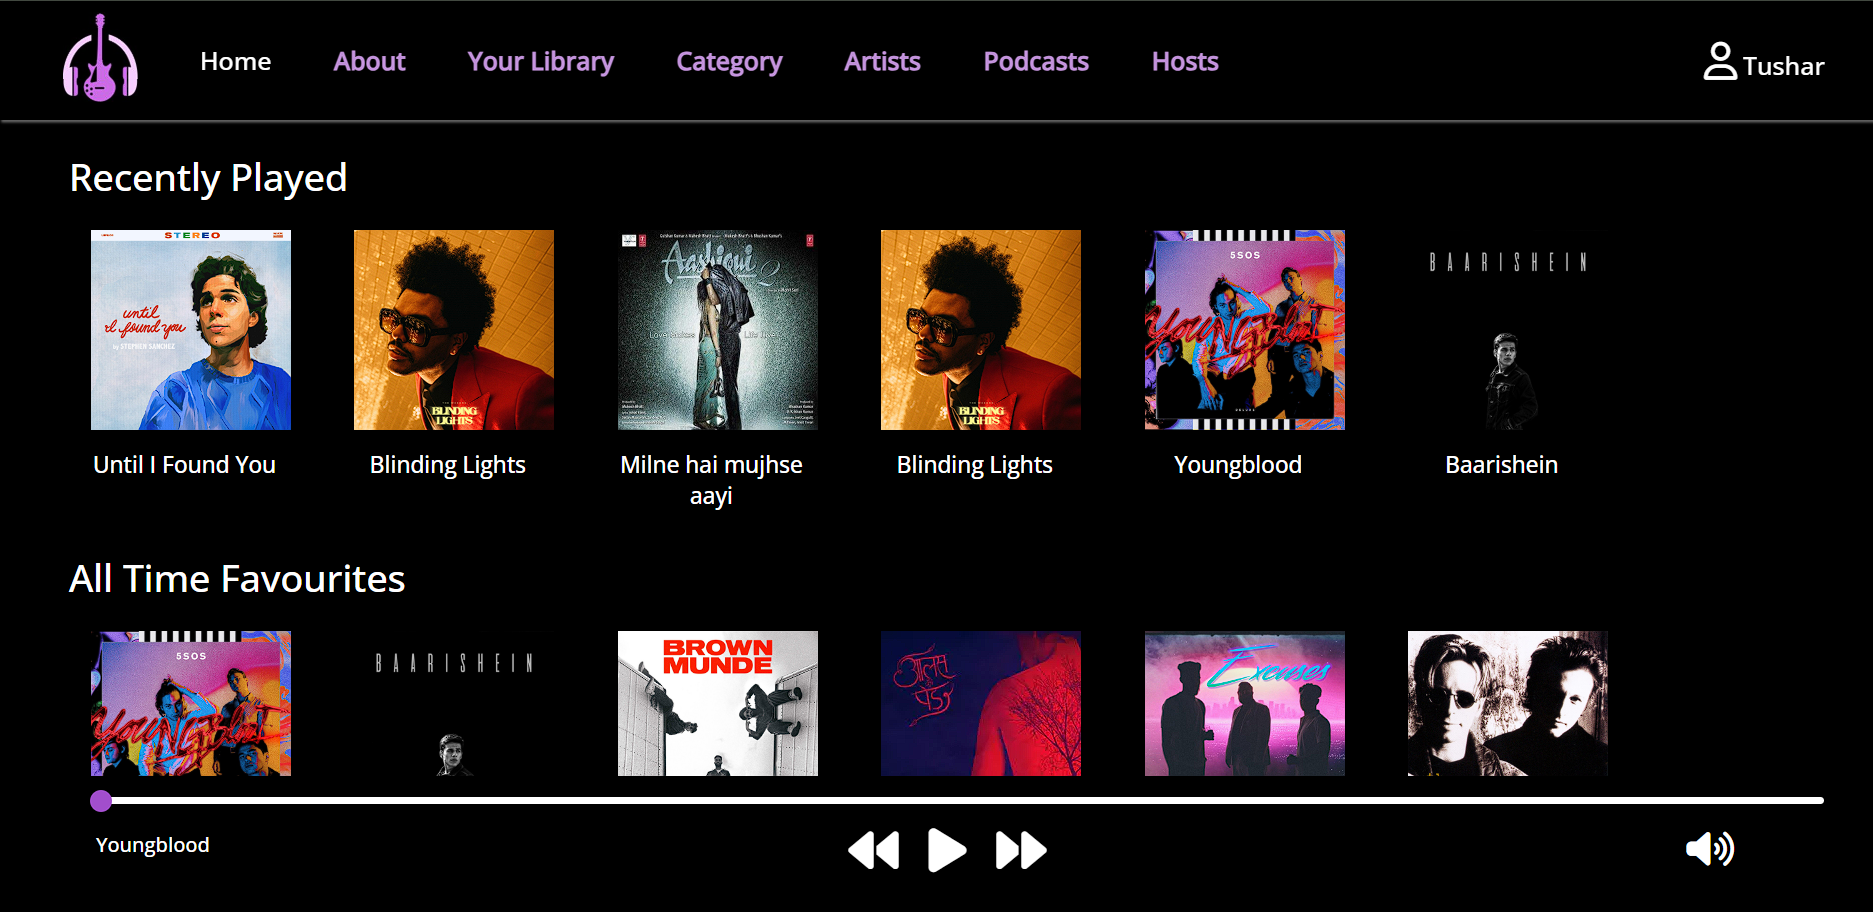 Home About Your Library Category Artists Podcasts Hosts Tushar
Recently Played
STEREO
until
I found you
by STEPHEN SANCHEZ
BLINDING
LIGHTS
Aashiqui 2
BLINDING
LIGHTS
5SOS
YOUNGBLOOD
BAARISHEIN
Until I Found You
Blinding Lights
Milne hai mujhse
aayi
Blinding Lights
Youngblood
Baarishein
All Time Favourites
5SOS
YOUNGBLOOD
BAARISHEIN
BROWN
MUNDE
आलस
के
पेड़
Excuses
Youngblood